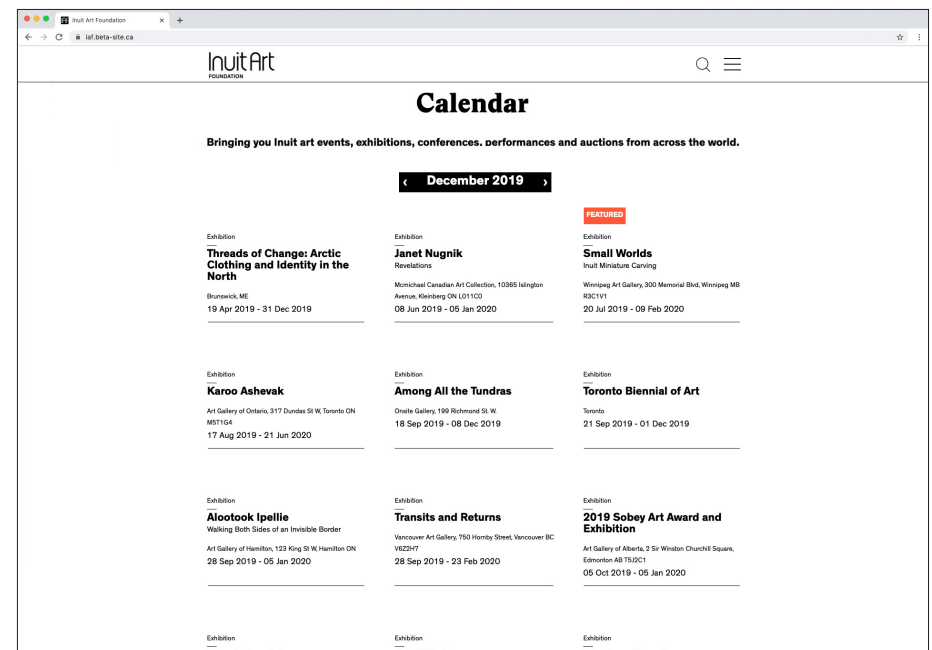 Inuit Art Foundation
iaf.beta-site.ca
Inuit Art
FOUNDATION
Calendar
Bringing you Inuit art events, exhibitions, conferences, performances and auctions from across the world.
‹ December 2019 ›
FEATURED
Exhibition
Threads of Change: Arctic
Clothing and Identity in the
North
Brunswick, ME
19 Apr 2019 - 31 Dec 2019
Exhibition
Janet Nugnik
Revelations
Mcmichael Canadian Art Collection, 10365 Islington
Avenue, Kleinberg ON L011C0
08 Jun 2019 - 05 Jan 2020
Exhibition
Small Worlds
Inuit Miniature Carving
Winnipeg Art Gallery, 300 Memorial Blvd, Winnipeg MB
R3C1V1
20 Jul 2019 - 09 Feb 2020
Exhibition
Karoo Ashevak
Art Gallery of Ontario, 317 Dundas St W, Toronto ON
M5T1G4
17 Aug 2019 - 21 Jun 2020
Exhibition
Among All the Tundras
Onsite Gallery, 199 Richmond St. W.
18 Sep 2019 - 08 Dec 2019
Exhibition
Toronto Biennial of Art
Toronto
21 Sep 2019 - 01 Dec 2019
Exhibition
Alootook Ipellie
Walking Both Sides of an Invisible Border
Art Gallery of Hamilton, 123 King St W, Hamilton ON
28 Sep 2019 - 05 Jan 2020
Exhibition
Transits and Returns
Vancouver Art Gallery, 750 Hornby Street, Vancouver BC
V6Z2H7
28 Sep 2019 - 23 Feb 2020
Exhibition
2019 Sobey Art Award and
Exhibition
Art Gallery of Alberta, 2 Sir Winston Churchill Square,
Edmonton AB T5J2C1
05 Oct 2019 - 05 Jan 2020
Exhibition
Exhibition
Exhibition